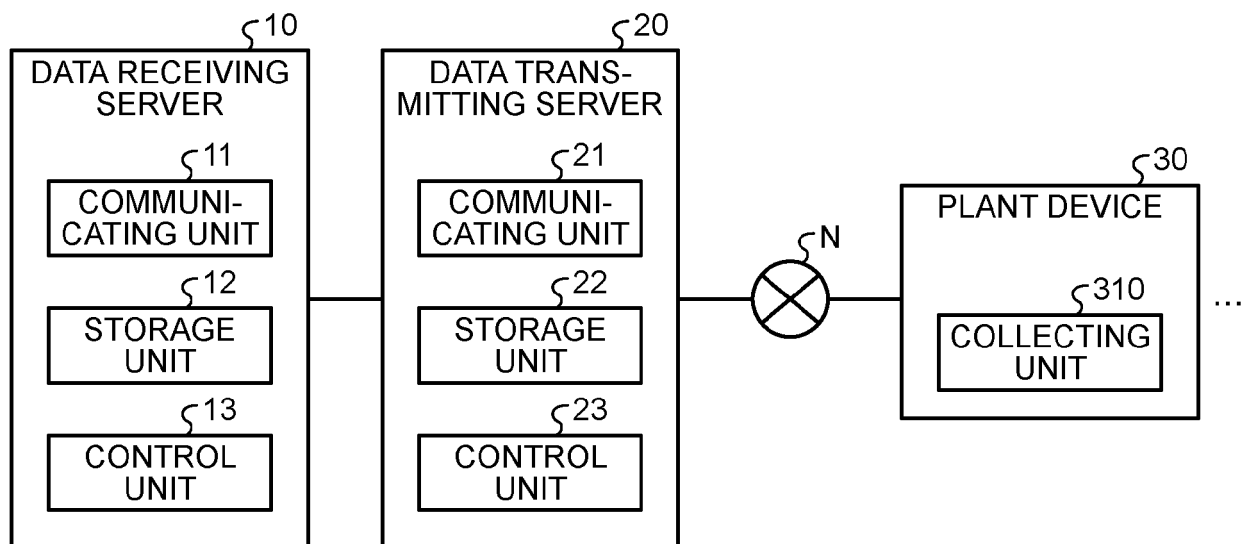 10
DATA RECEIVING
SERVER
11
COMMUNI-
CATING UNIT
12
STORAGE
UNIT
13
CONTROL
UNIT
20
DATA TRANS-
MITTING SERVER
21
COMMUNI-
CATING UNIT
22
STORAGE
UNIT
23
CONTROL
UNIT
N
30
PLANT DEVICE
310
COLLECTING
UNIT
...